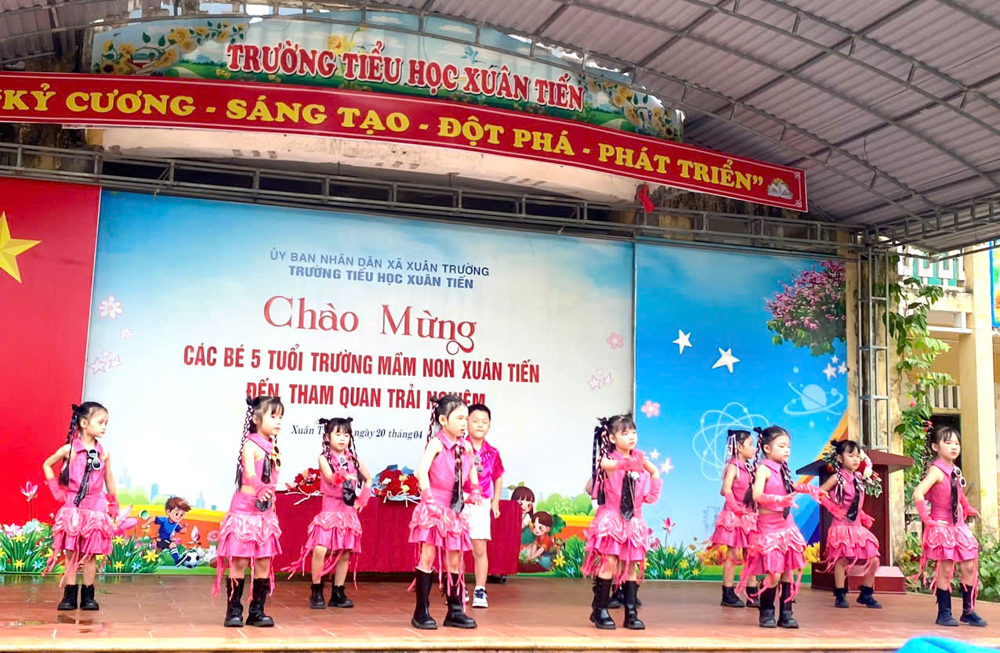 TRƯỜNG TIỂU HỌC XUÂN TIẾN
"KỶ CƯƠNG - SÁNG TẠO - ĐỘT PHÁ - PHÁT TRIỂN"
ỦY BAN NHÂN DÂN XÃ XUÂN TRƯỜNG
TRƯỜNG TIỂU HỌC XUÂN TIẾN
Chào Mừng
CÁC BÉ 5 TUỔI TRƯỜNG MẦM NON XUÂN TIẾN
ĐẾN THAM QUAN TRẢI NGHIỆM
Xuân ngày 20 tháng 04